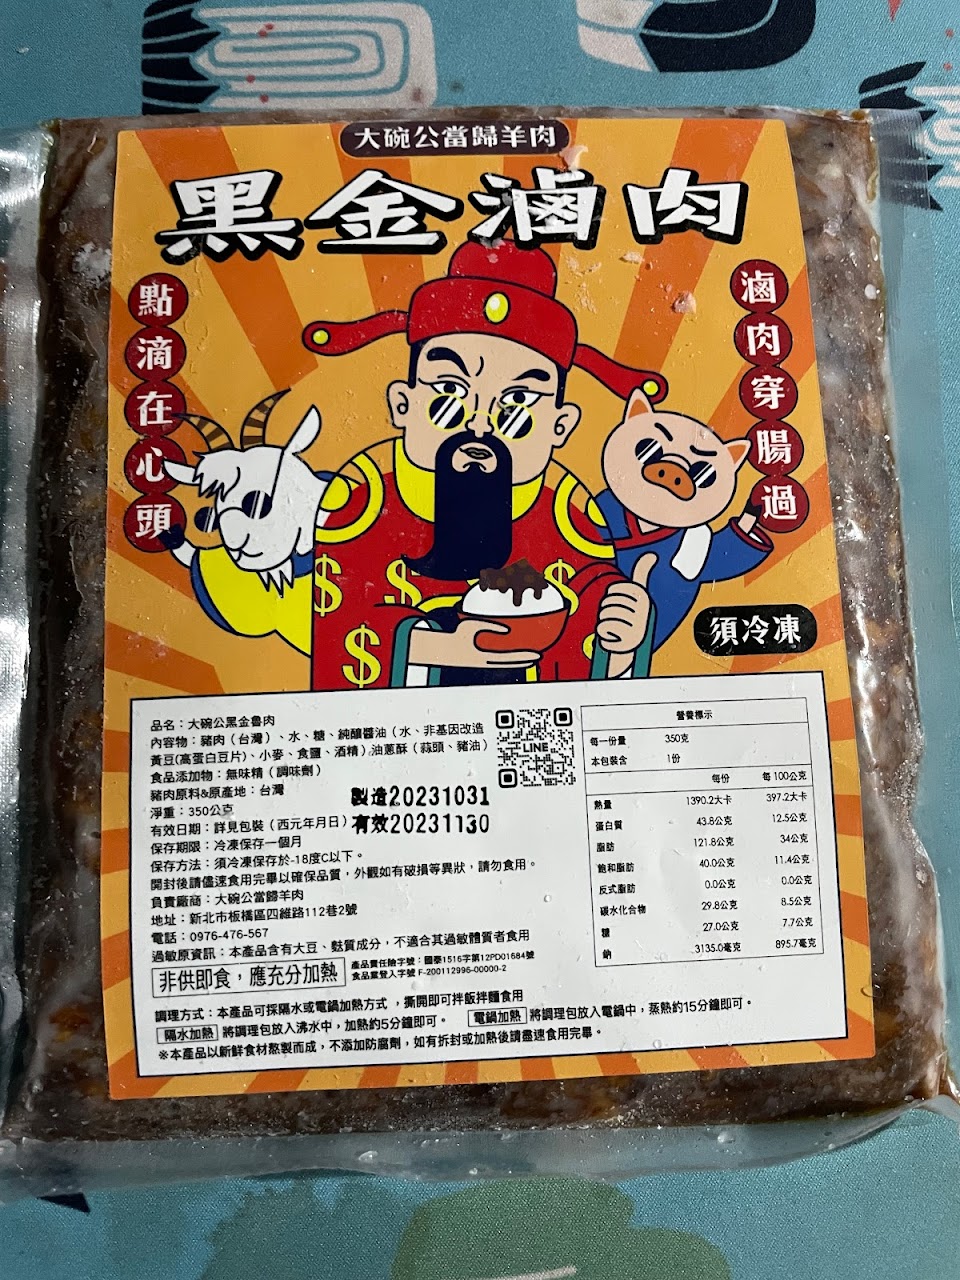 大碗公當歸羊肉
黑金滷肉
點滴在心頭
滷肉穿腸過
須冷凍
品名：大碗公黑金魯肉
內容物：豬肉（台灣）、水、糖、純釀醬油（水、非基因改造
黃豆(高蛋白豆片)、小麥、食鹽、酒精）油蔥酥（蒜頭、豬油）
食品添加物：無味精（調味劑）
豬肉原料&原產地：台灣
淨重：350公克
有效日期：詳見包裝（西元年月日）
製造20231031
有效20231130
保存期限：冷凍保存一個月
保存方法：須冷凍保存於-18度C以下。
開封後請儘速食用完畢以確保品質，外觀如有破損等異狀，請勿食用。
負責廠商：大碗公當歸羊肉
地址：新北市板橋區四維路112巷2號
電話：0976-476-567
過敏原資訊：本產品含有大豆、麩質成分，不適合其過敏體質者食用
非供即食，應充分加熱
產品責任險字號：國泰1516字第12PD01684號
食品業登入字號 F-200112996-00000-2
LINE
營養標示
每一份量 350克
本包裝含 1份
每份 每100公克
熱量 1390.2大卡 397.2大卡
蛋白質 43.8公克 12.5公克
脂肪 121.8公克 34公克
飽和脂肪 40.0公克 11.4公克
反式脂肪 0.0公克 0.0公克
碳水化合物 29.8公克 8.5公克
糖 27.0公克 7.7公克
鈉 3135.0毫克 895.7毫克
調理方式：本產品可採隔水或電鍋加熱方式 ，撕開即可拌飯拌麵食用
隔水加熱 將調理包放入沸水中，加熱約5分鐘即可。 電鍋加熱 將調理包放入電鍋中，蒸熱約15分鐘即可。
※本產品以新鮮食材熬製而成，不添加防腐劑，如有拆封或加熱後請盡速食用完畢。